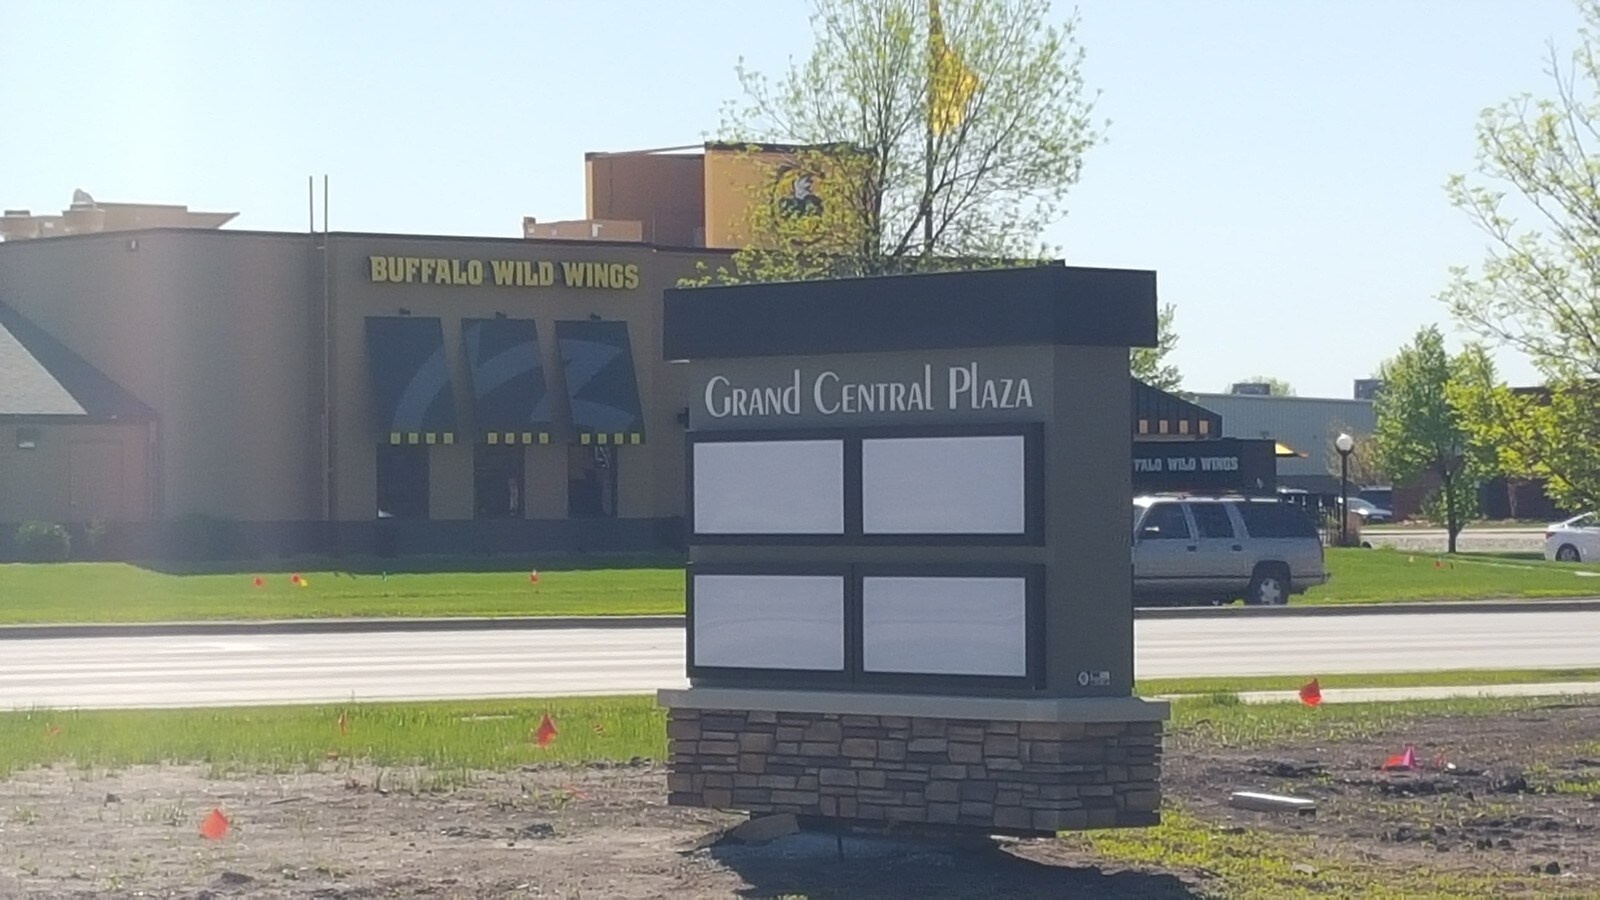 BUFFALO WILD WINGS
GRAND CENTRAL PLAZA
FALO WILD WINGS